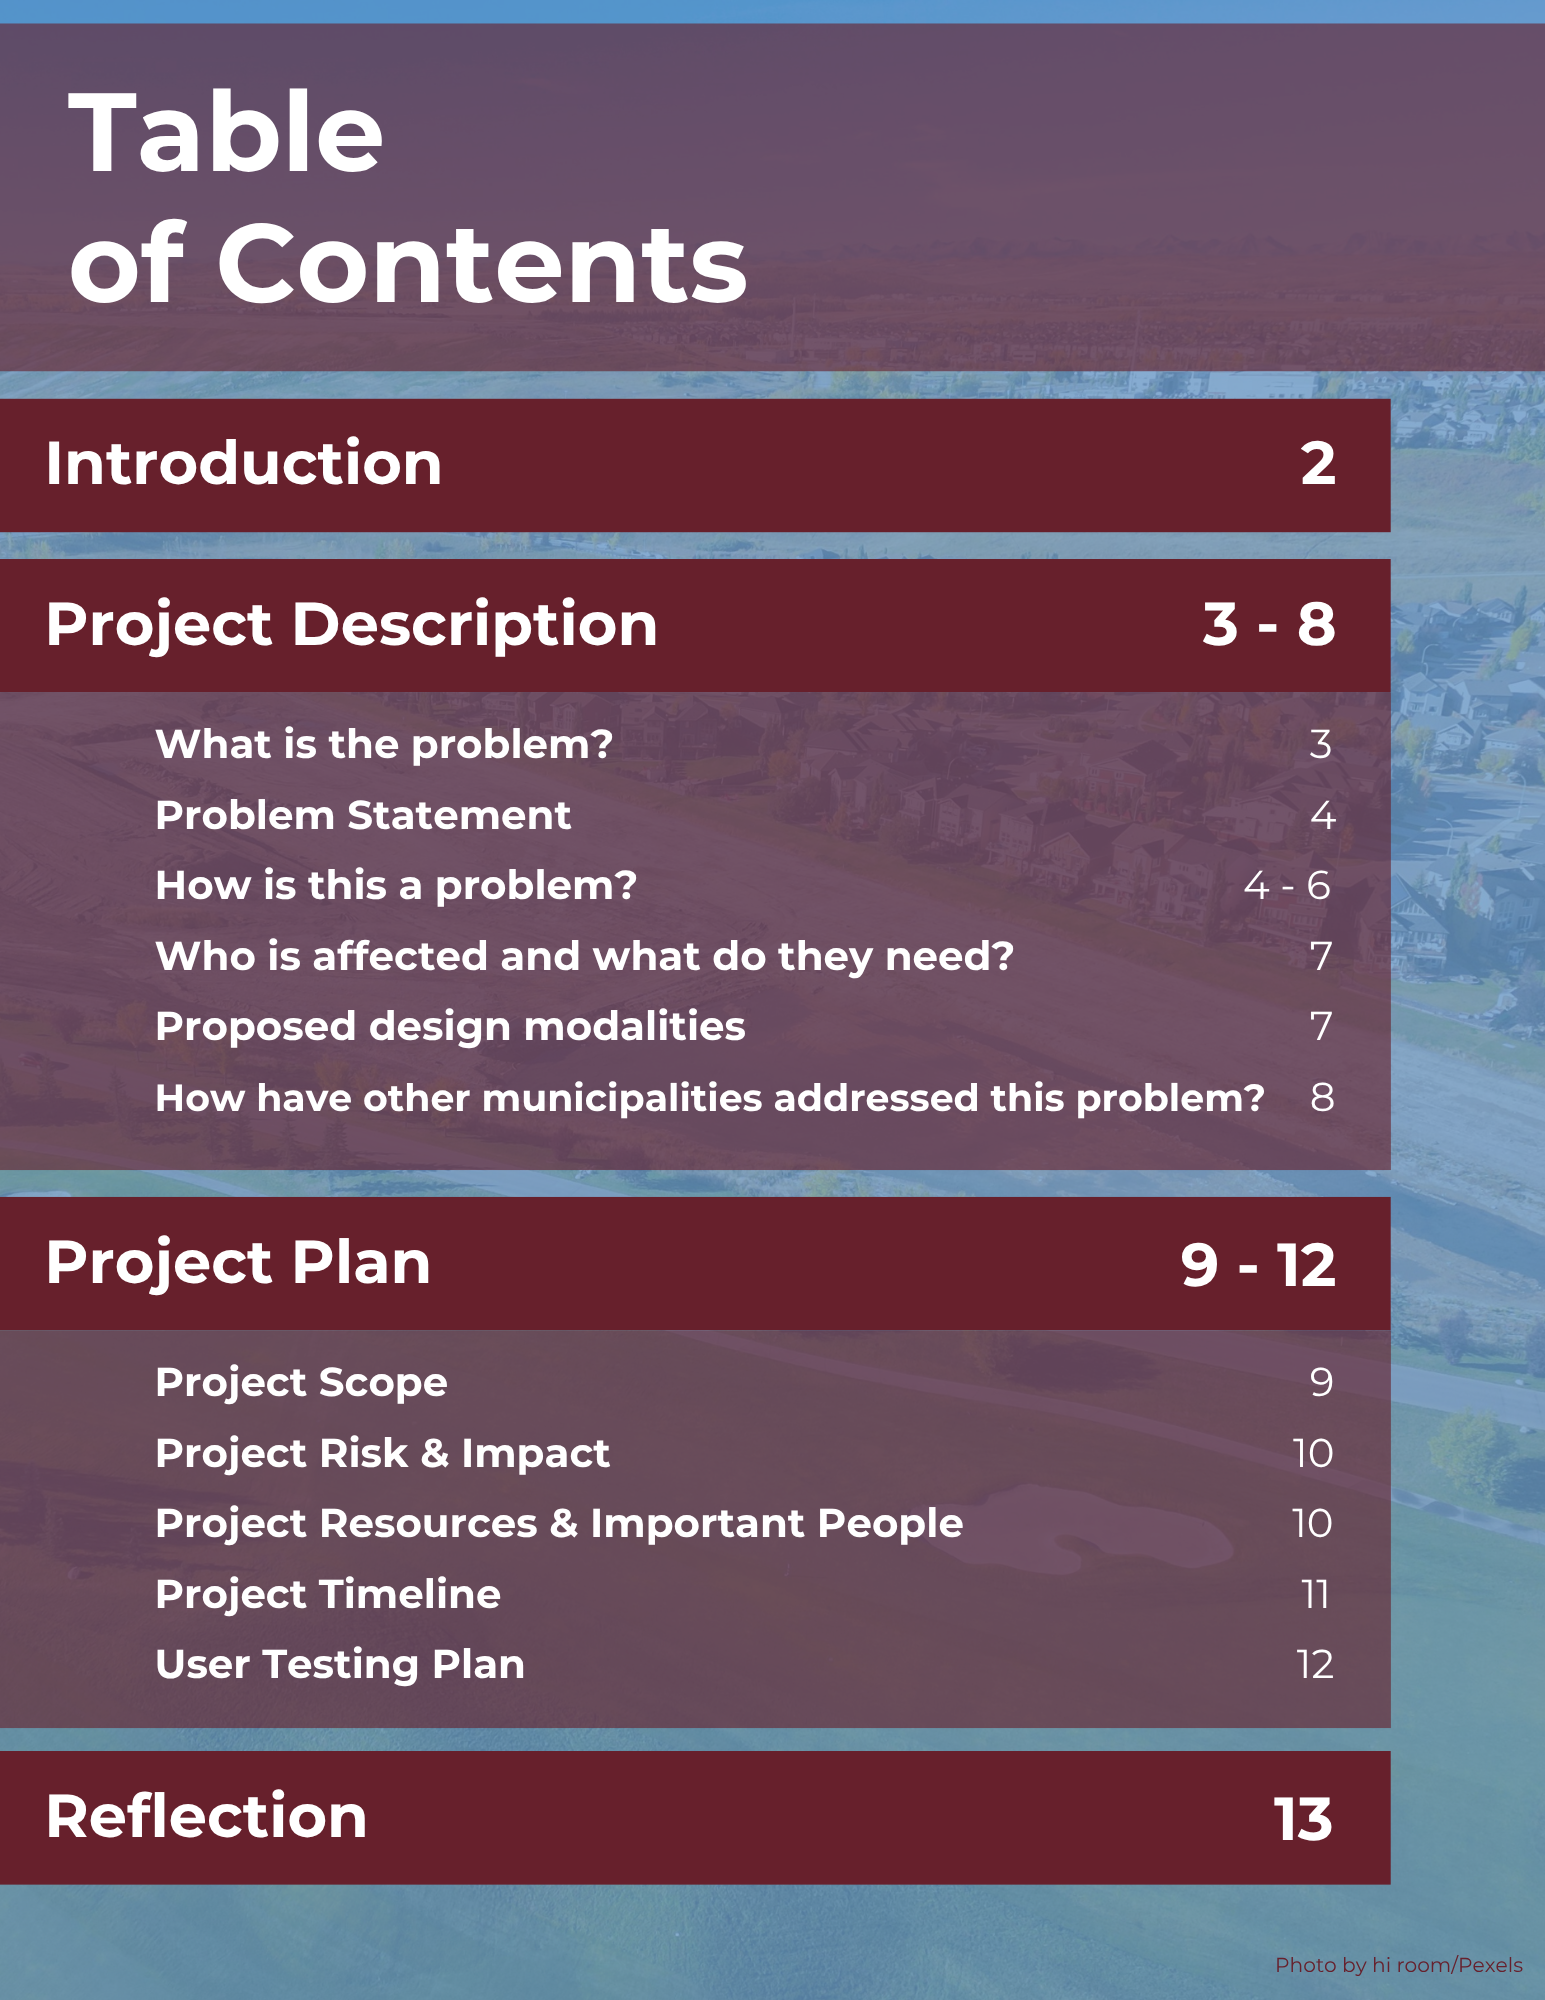 Table
of Contents
Introduction 2
Project Description 3 - 8
What is the problem? 3
Problem Statement 4
How is this a problem? 4 - 6
Who is affected and what do they need? 7
Proposed design modalities 7
How have other municipalities addressed this problem? 8
Project Plan 9 - 12
Project Scope 9
Project Risk & Impact 10
Project Resources & Important People 10
Project Timeline 11
User Testing Plan 12
Reflection 13
Photo by hi room/Pexels